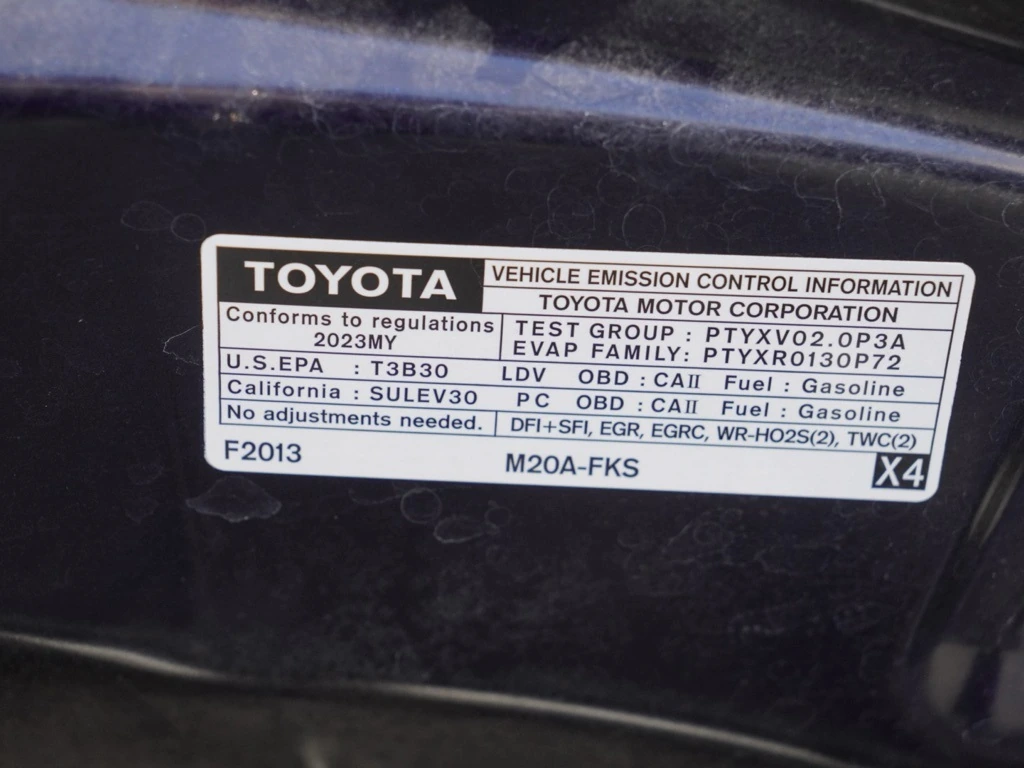 TOYOTA
VEHICLE EMISSION CONTROL INFORMATION
TOYOTA MOTOR CORPORATION
Conforms to regulations
2023MY
TEST GROUP : PTYXV02.0P3A
EVAP FAMILY: PTYXR0130P72
U.S.EPA : T3B30 LDV OBD : CAII Fuel : Gasoline
California : SULEV30 PC OBD : CAII Fuel : Gasoline
No adjustments needed. DFI+SFI, EGR, EGRC, WR-HO2S(2), TWC(2)
F2013 M20A-FKS X4